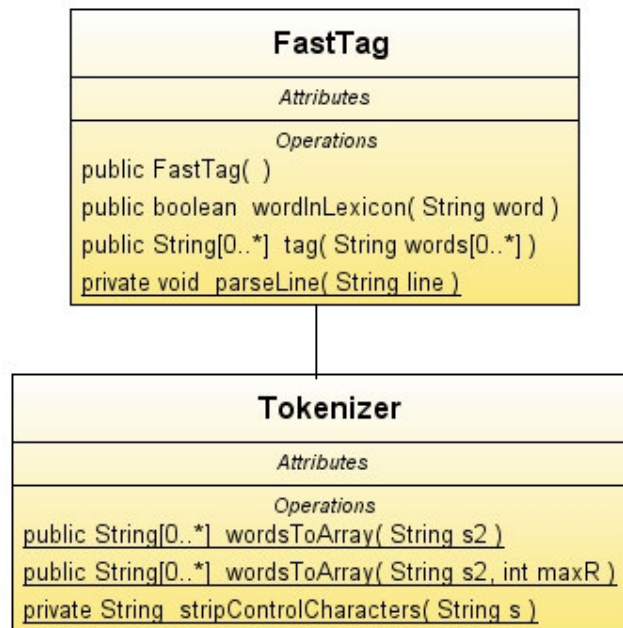 FastTag
Attributes
Operations
public FastTag( )
public boolean wordInLexicon( String word )
public String[0..*] tag( String words[0..*] )
private void parseLine( String line )
Tokenizer
Attributes
Operations
public String[0..*] wordsToArray( String s2 )
public String[0..*] wordsToArray( String s2, int maxR )
private String stripControlCharacters( String s )